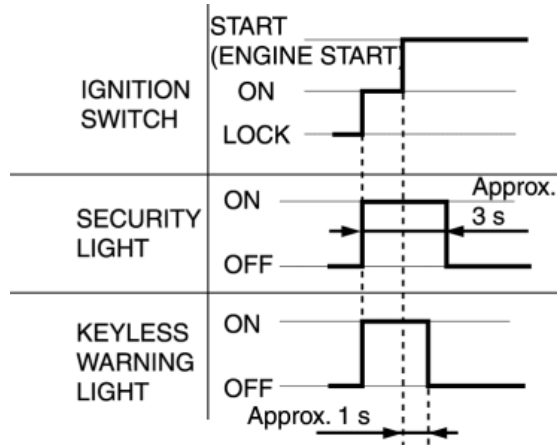 START
(ENGINE START)
IGNITION
SWITCH
ON
LOCK
SECURITY
LIGHT
ON
OFF
Approx.
3 s
KEYLESS
WARNING
LIGHT
ON
OFF
Approx. 1 s